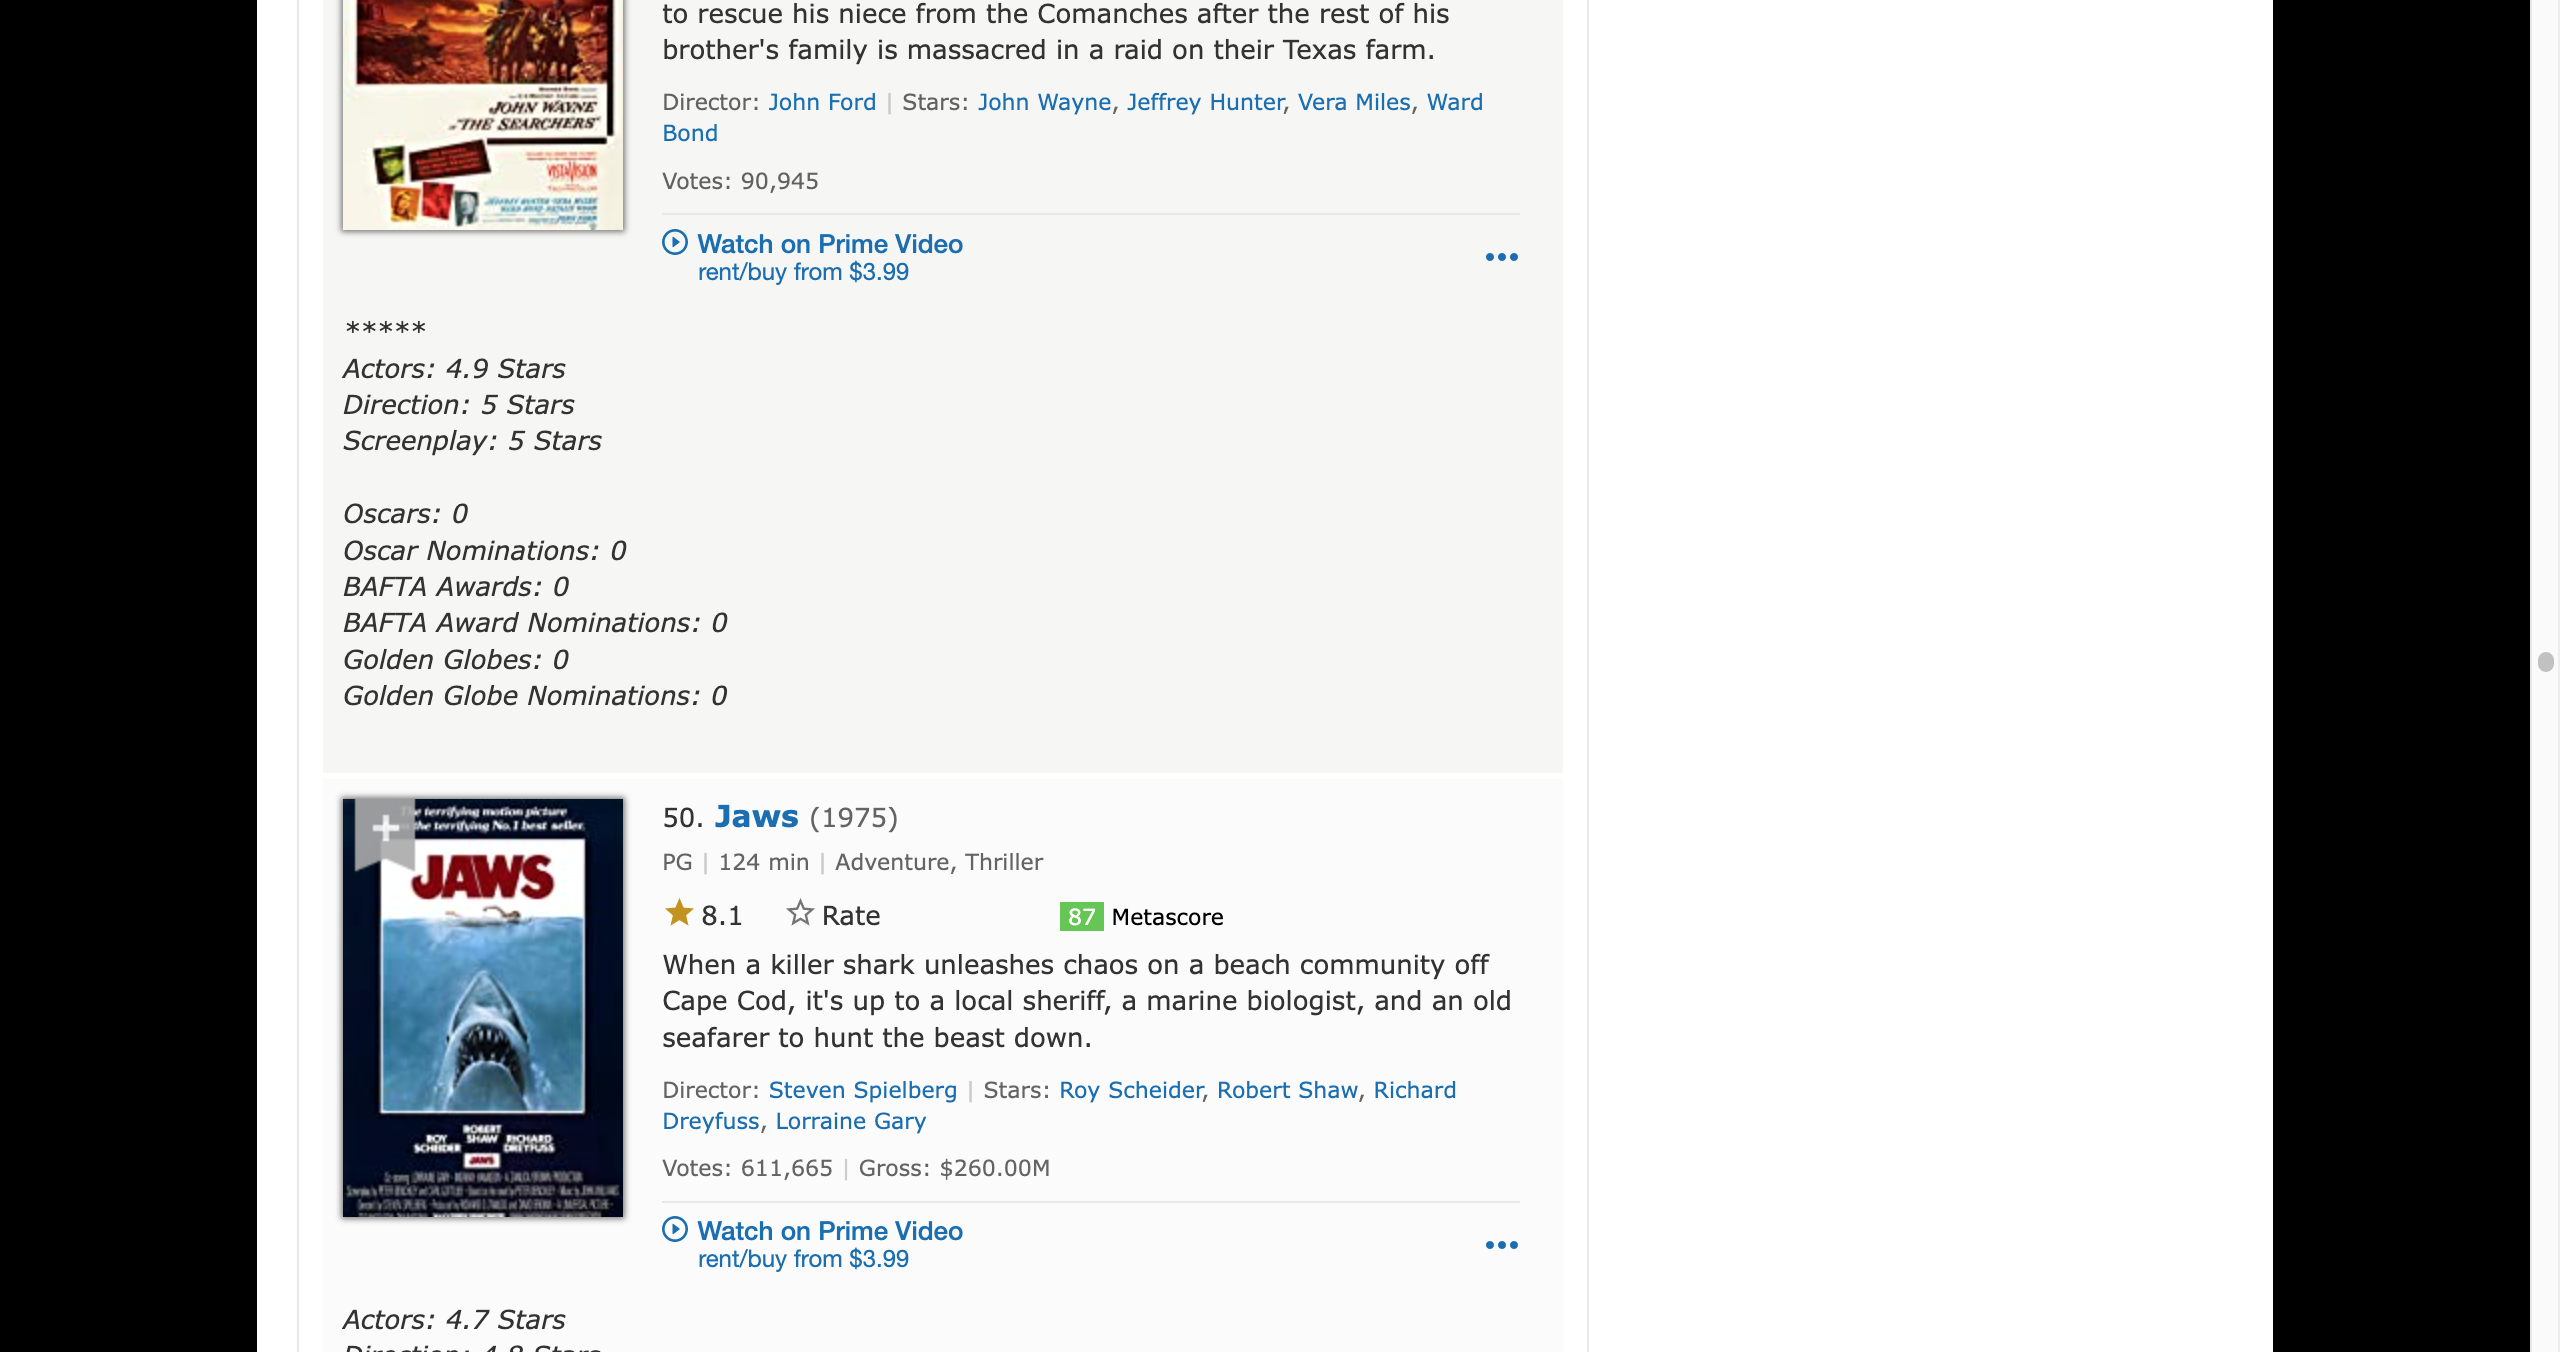 to rescue his niece from the Comanches after the rest of his
brother's family is massacred in a raid on their Texas farm.
JOHN WAYNE
"THE SEARCHERS"
VISTAVISION
Director: John Ford | Stars: John Wayne, Jeffrey Hunter, Vera Miles, Ward
Bond
Votes: 90,945
Watch on Prime Video
rent/buy from $3.99
*****
Actors: 4.9 Stars
Direction: 5 Stars
Screenplay: 5 Stars
Oscars: 0
Oscar Nominations: 0
BAFTA Awards: 0
BAFTA Award Nominations: 0
Golden Globes: 0
Golden Globe Nominations: 0
terrifying motion picture
the terrifying No. 1 best seller.
JAWS
ROY SCHEIDER
ROBERT SHAW
RICHARD DREYFUSS
JAWS
50. Jaws (1975)
PG | 124 min | Adventure, Thriller
8.1 Rate 87 Metascore
When a killer shark unleashes chaos on a beach community off
Cape Cod, it's up to a local sheriff, a marine biologist, and an old
seafarer to hunt the beast down.
Director: Steven Spielberg | Stars: Roy Scheider, Robert Shaw, Richard
Dreyfuss, Lorraine Gary
Votes: 611,665 | Gross: $260.00M
Watch on Prime Video
rent/buy from $3.99
Actors: 4.7 Stars
Direction: 4.8 Stars